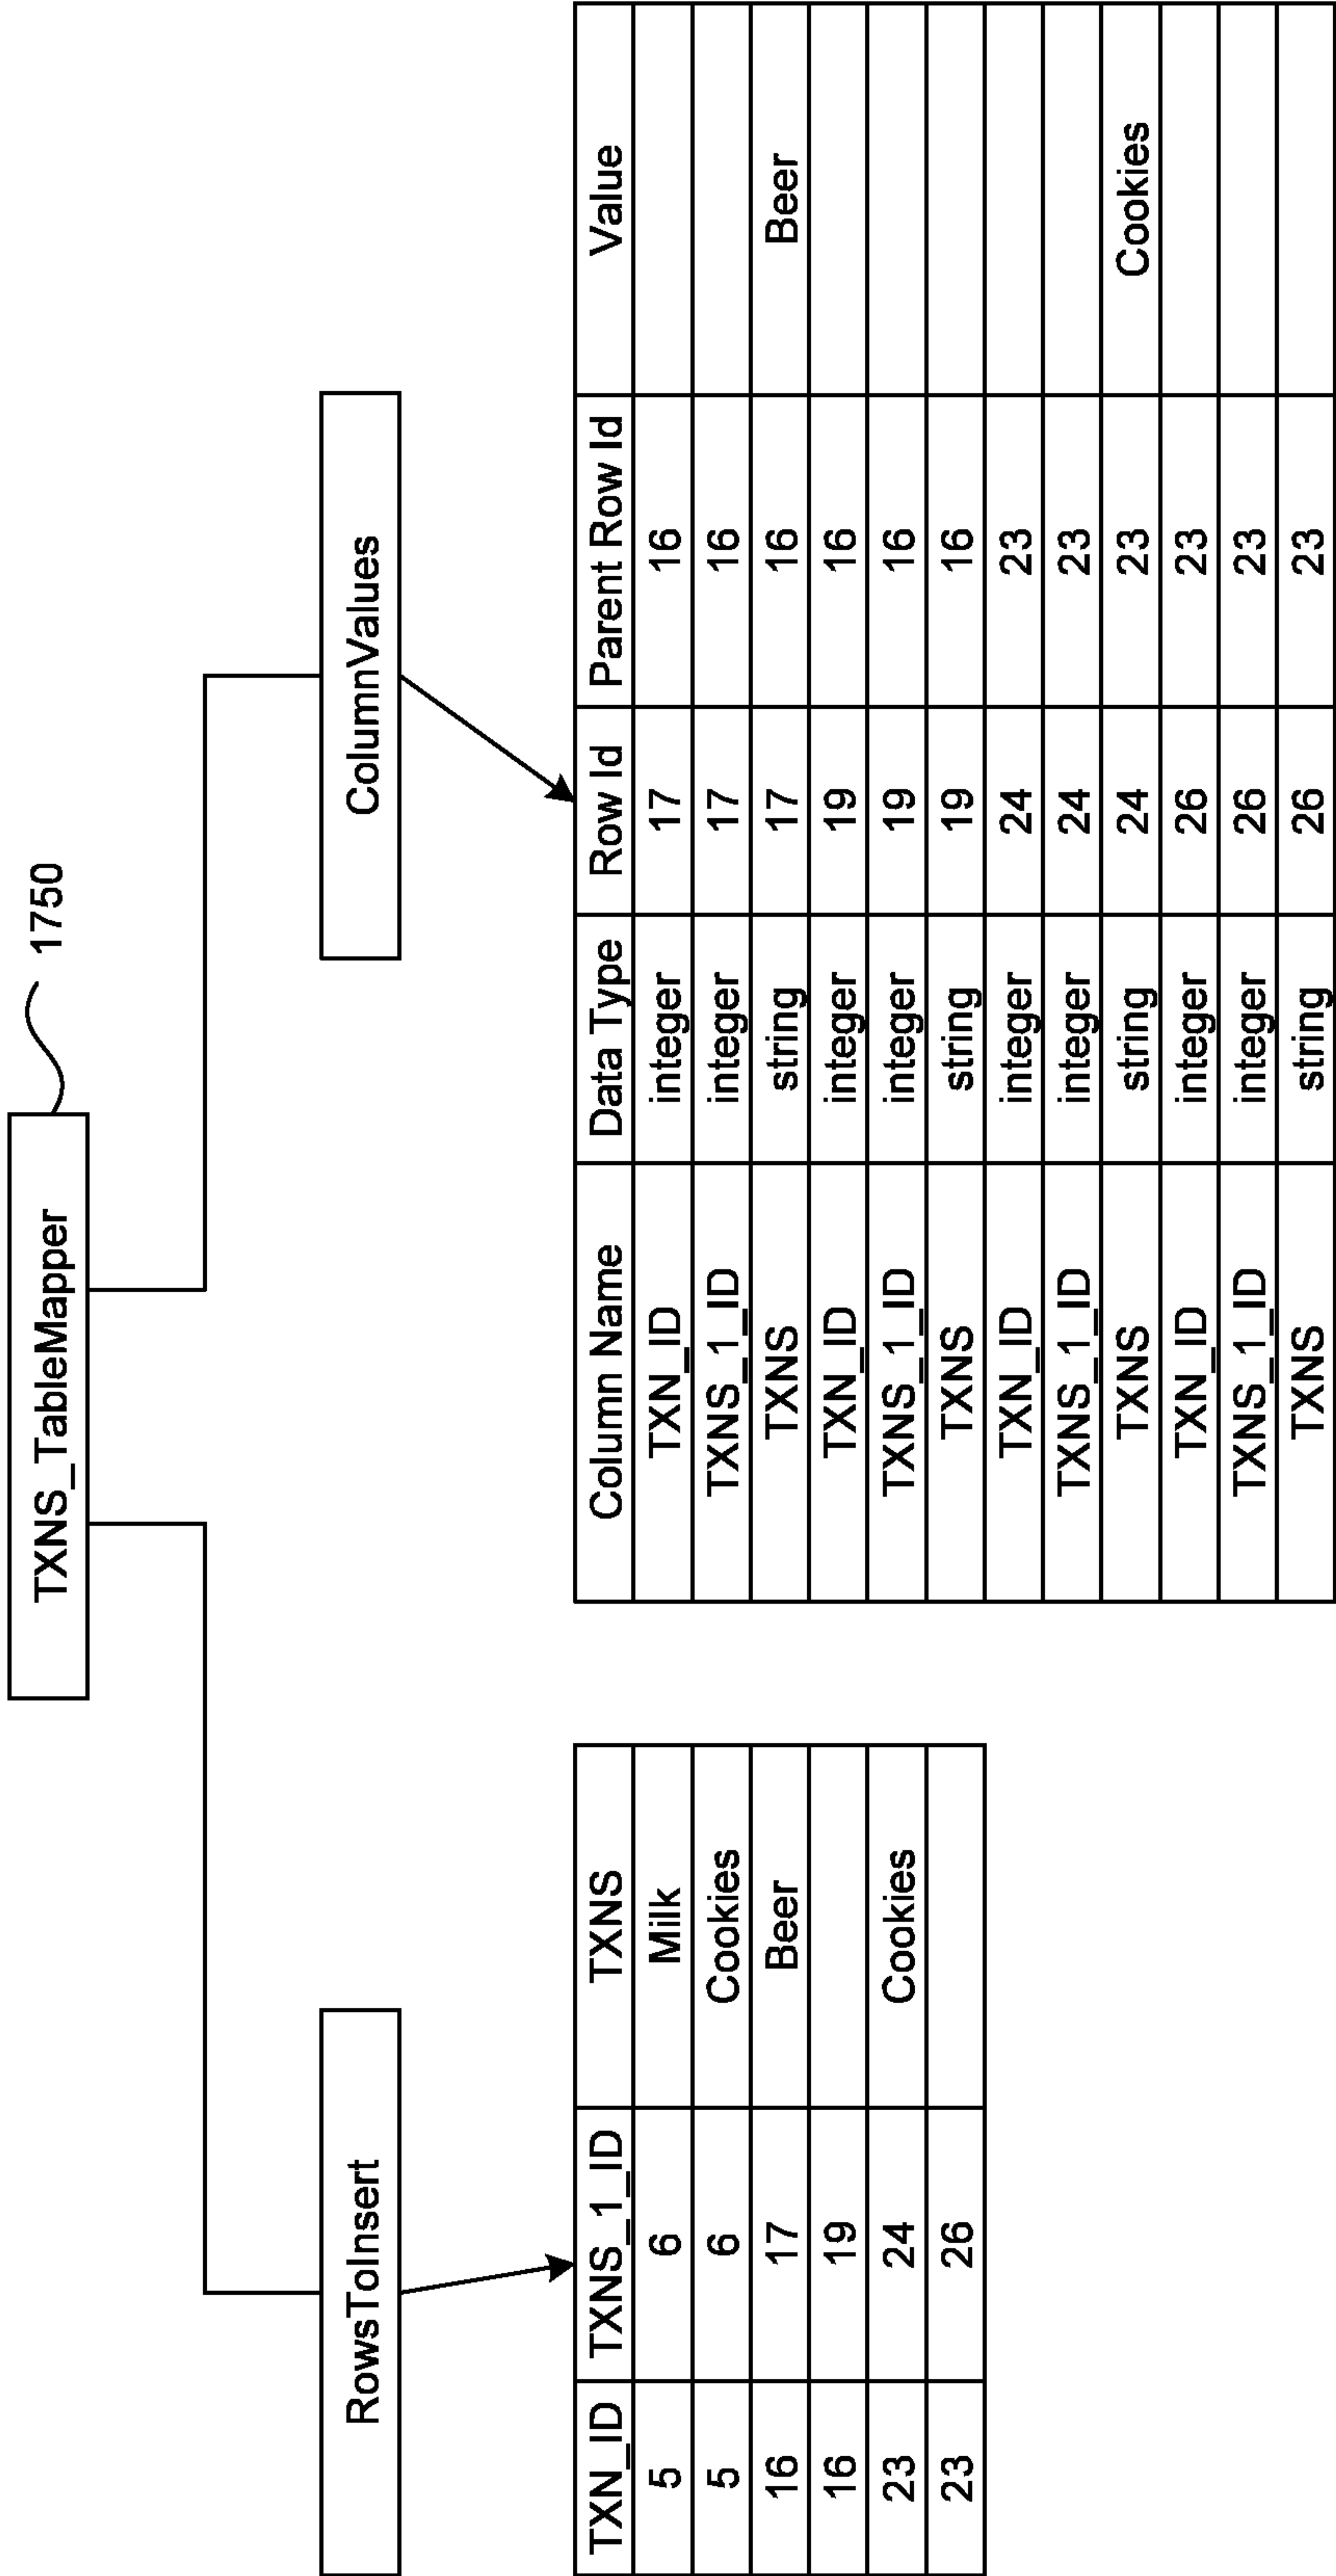 TXNS_TableMapper
1750
RowsToInsert
ColumnValues
TXN_ID TXNS_1_ID TXNS
5 6 Milk
5 6 Cookies
16 17 Beer
16 19
23 24 Cookies
23 26
Column Name Data Type Row Id Parent Row Id Value
TXN_ID integer 17 16
TXNS_1_ID integer 17 16
TXNS string 17 16 Beer
TXN_ID integer 19 16
TXNS_1_ID integer 19 16
TXNS string 19 16
TXN_ID integer 24 23
TXNS_1_ID integer 24 23
TXNS string 24 23 Cookies
TXN_ID integer 26 23
TXNS_1_ID integer 26 23
TXNS string 26 23